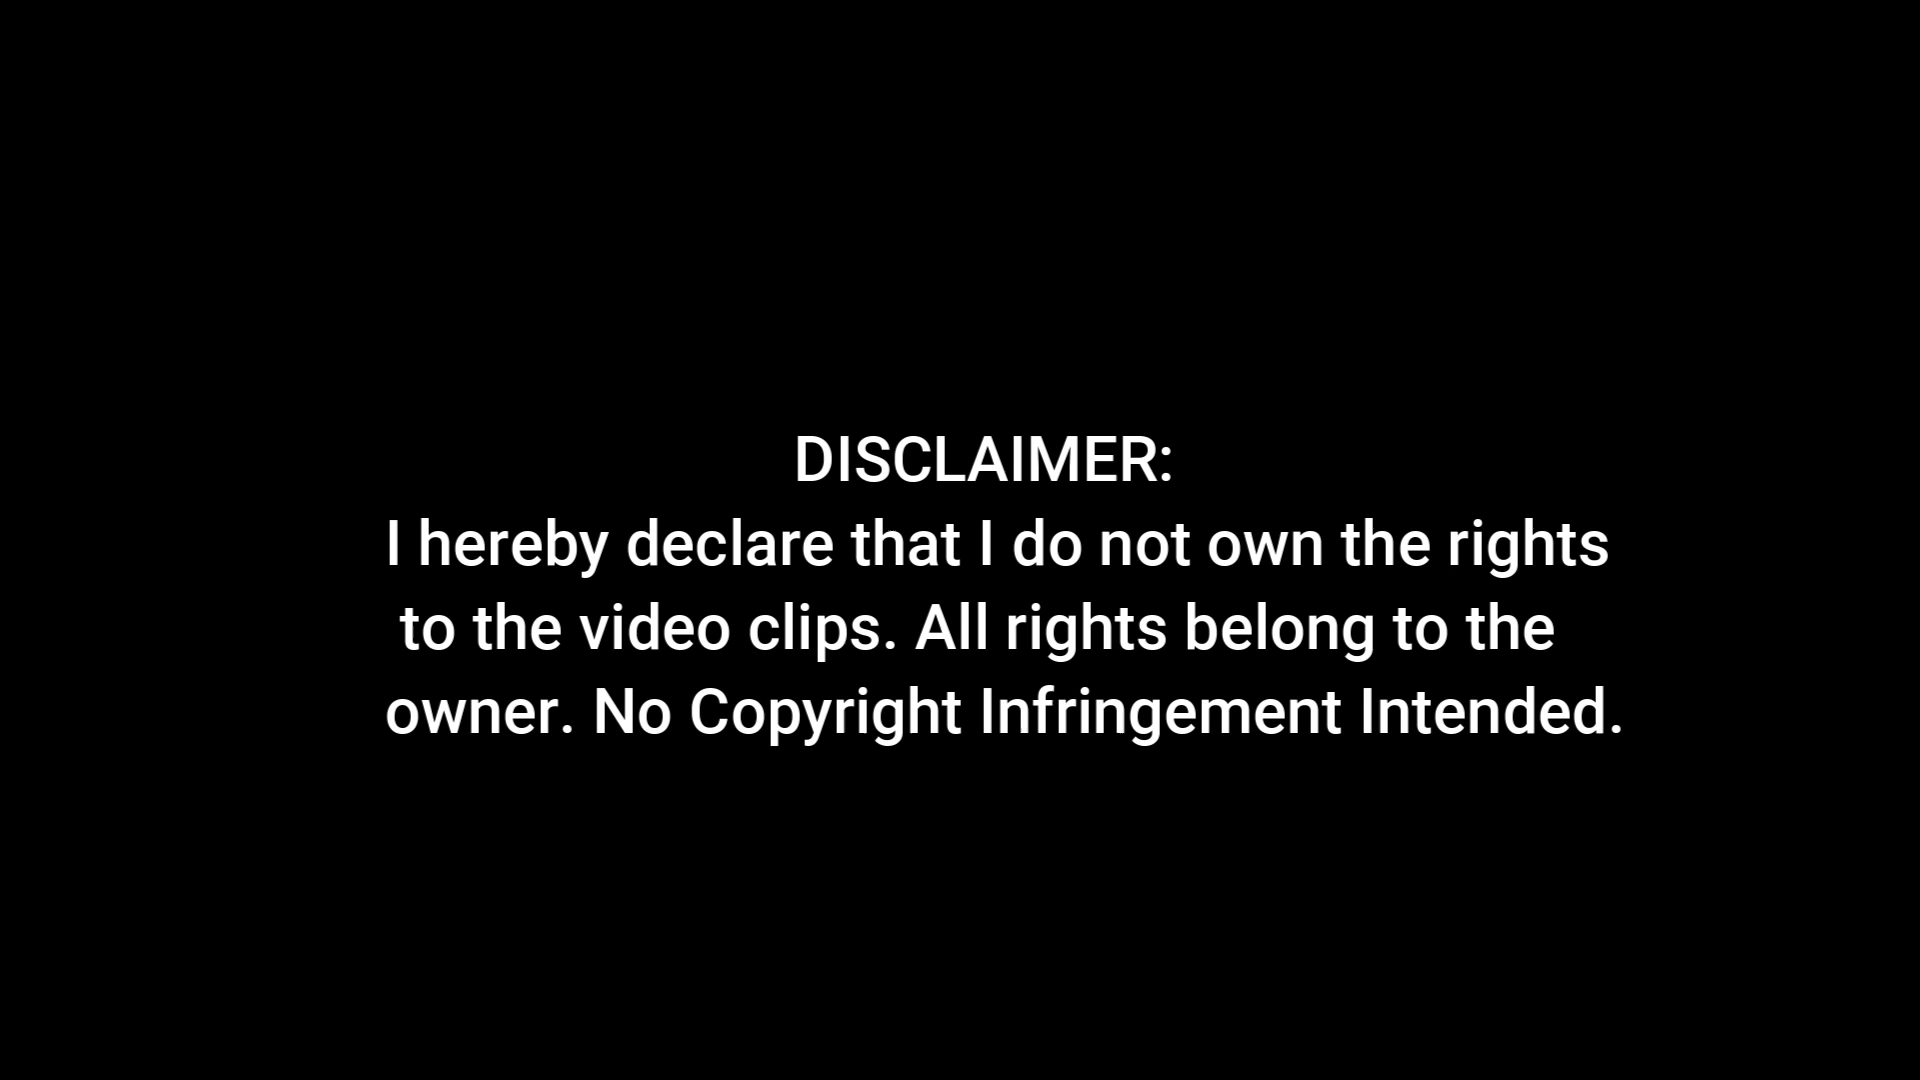 DISCLAIMER:
I hereby declare that I do not own the rights
to the video clips. All rights belong to the
owner. No Copyright Infringement Intended.